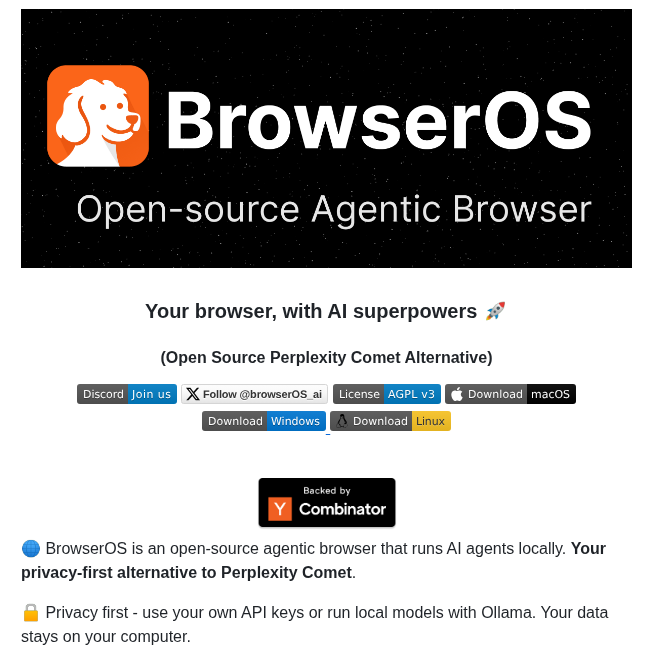 BrowserOS
Open-source Agentic Browser
Your browser, with AI superpowers 🚀
(Open Source Perplexity Comet Alternative)
Discord Join us Follow @browserOS_ai License AGPL v3 Download macOS
Download Windows Download Linux
Backed by
Y Combinator
🌐 BrowserOS is an open-source agentic browser that runs AI agents locally. Your
privacy-first alternative to Perplexity Comet.
🔒 Privacy first - use your own API keys or run local models with Ollama. Your data
stays on your computer.